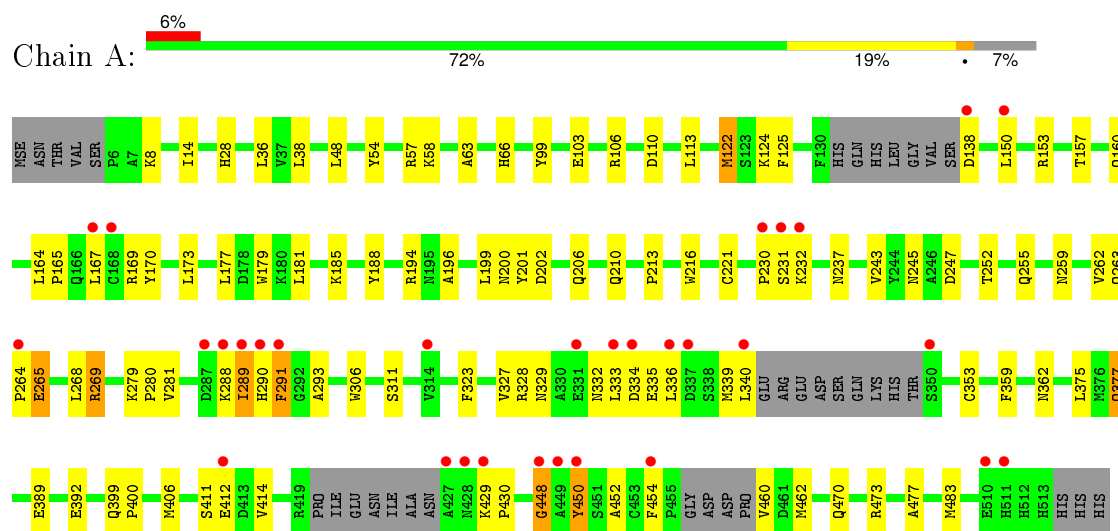 6%
Chain A:
72% 19% • 7%
MSE ASN THR VAL SER P6 A7 K8 I14 H28 L36 V37 L38 L48 Y54 R57 K58 A63 H66 Y99 E103 R106 D110 L113 M122 S123 K124 F125 F130 HIS GLN HIS LEU GLY VAL SER D138 L150 R153 T157
L164 P165 Q166 L167 C168 R169 Y170 L173 L177 D178 W179 K180 L181 K185 Y188 R194 N195 A196 L199 N200 Y201 D202 Q206 Q210 P213 W216 C221 P230 S231 K232 N237 V243 Y244 N245 A246 D247 T252 Q255 N259 V262
P264 E265 L268 R269 K279 P280 V281 D287 K288 I289 H290 F291 G292 A293 W306 S311 V314 F323 V327 R328 N329 A330 E331 N332 L333 D334 E335 L336 D337 S338 M339 L340 GLU ARG GLU ASP SER GLN LYS HIS THR S350 C353 F359 N362 L375 M376
E389 E392 Q399 P400 M406 S411 E412 D413 V414 R419 PRO ILE GLU ASN ILE ALA ASN A427 N428 K429 P430 G448 A449 Y450 S451 A452 C453 F454 P455 GLY ASP ASP PRO V460 D461 M462 Q470 R473 A477 M483 E510 H511 H512 H513 HIS HIS HIS